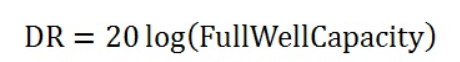 DR = 20 log(FullWellCapacity)